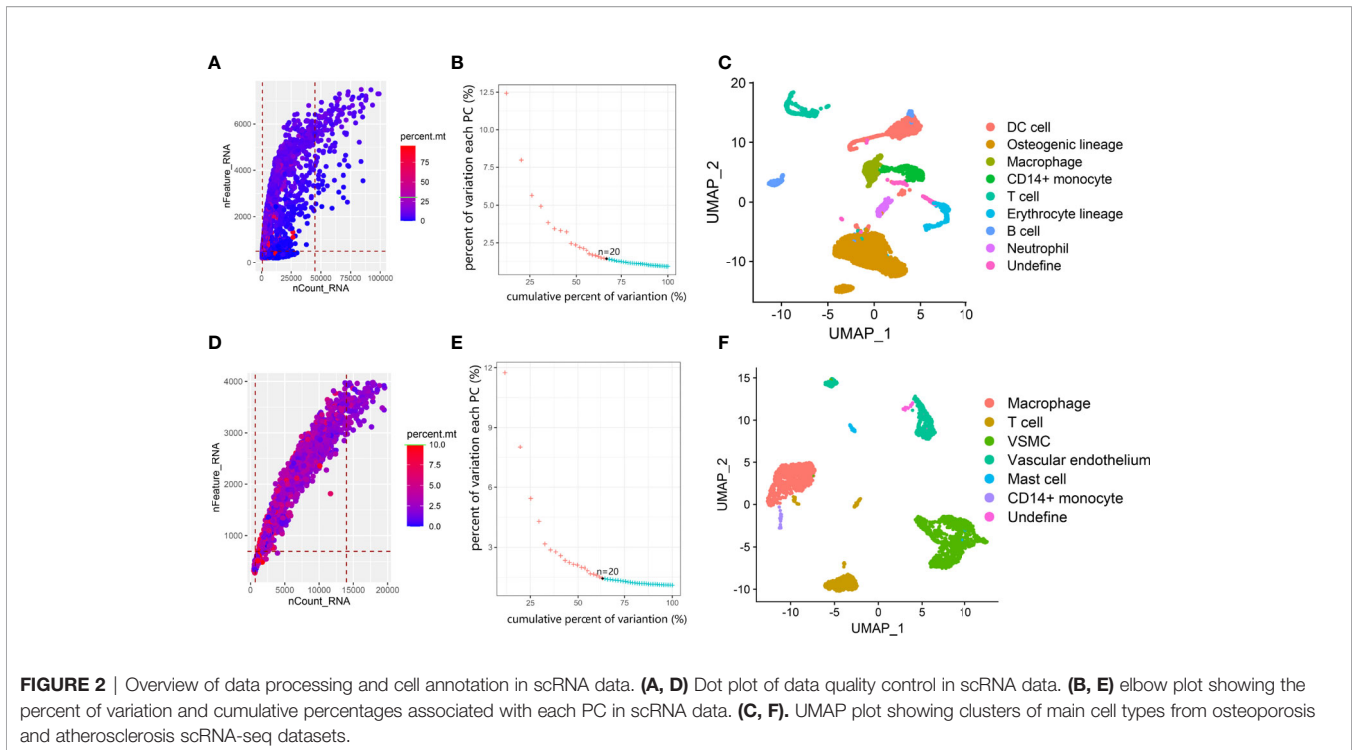 A
nFeature_RNA
6000
4000
2000
0
0 25000 50000 75000 100000
nCount_RNA
percent.mt
75
50
25
0
B
percent of variation each PC (%)
12.5
10.0
7.5
5.0
2.5
n=20
25 50 75 100
cumulative percent of variantion (%)
C
UMAP_2
20
10
0
-10
-10 -5 0 5 10
UMAP_1
DC cell
Osteogenic lineage
Macrophage
CD14+ monocyte
T cell
Erythrocyte lineage
B cell
Neutrophil
Undefine
D
nFeature_RNA
4000
3000
2000
1000
0 5000 10000 15000 20000
nCount_RNA
percent.mt
10.0
7.5
5.0
2.5
0.0
E
percent of variation each PC (%)
12
9
6
3
n=20
25 50 75 100
cumulative percent of variantion (%)
F
UMAP_2
15
10
5
0
-5
-10
-10 -5 0 5 10
UMAP_1
Macrophage
T cell
VSMC
Vascular endothelium
Mast cell
CD14+ monocyte
Undefine
FIGURE 2 | Overview of data processing and cell annotation in scRNA data. (A, D) Dot plot of data quality control in scRNA data. (B, E) elbow plot showing the
percent of variation and cumulative percentages associated with each PC in scRNA data. (C, F). UMAP plot showing clusters of main cell types from osteoporosis
and atherosclerosis scRNA-seq datasets.